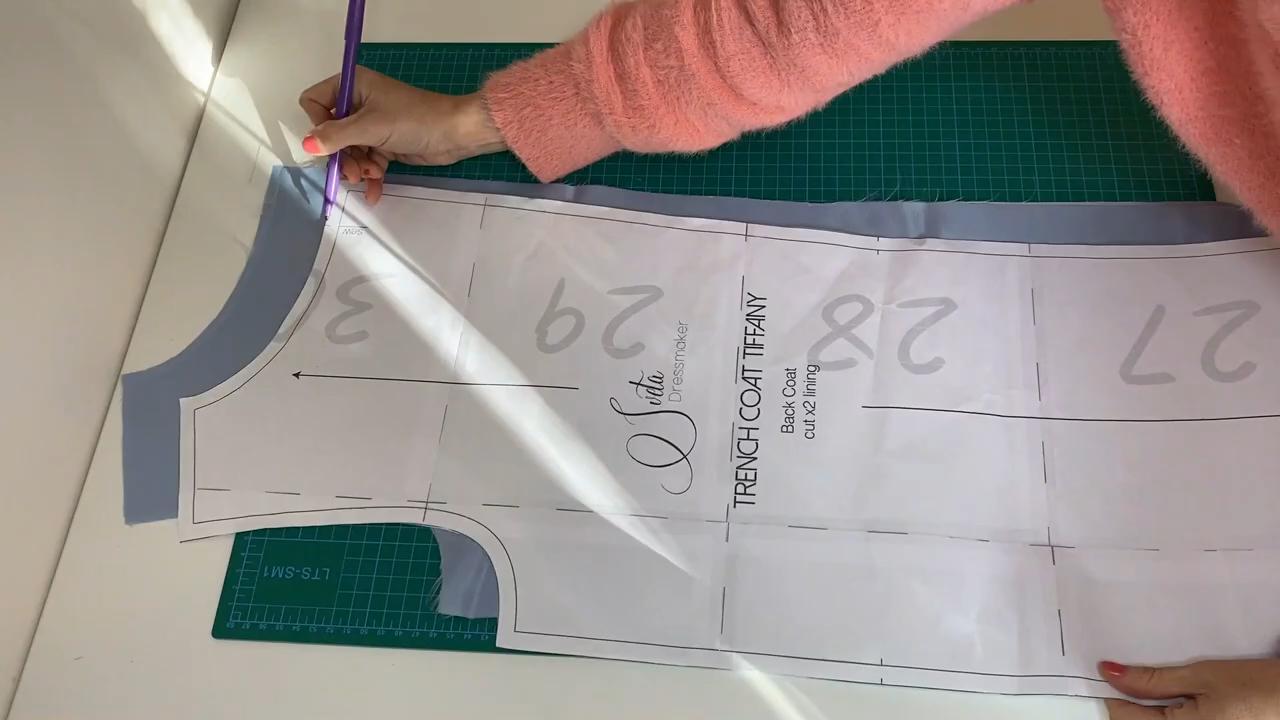 Sveta
Dressmaker
TRENCH COAT TIFFANY
Back Coat
cut x2 lining
30
29
28
27
LTS-SM1